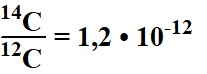 ¹⁴C
¹²C = 1,2 • 10⁻¹²